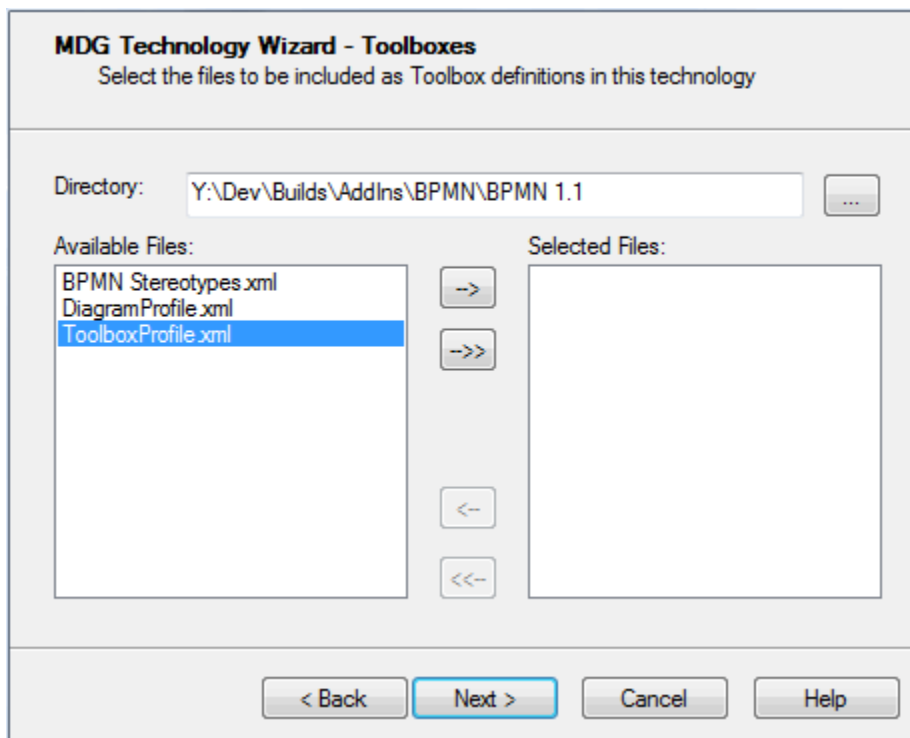 MDG Technology Wizard - Toolboxes
Select the files to be included as Toolbox definitions in this technology
Directory: Y:\Dev\Builds\AddIns\BPMN\BPMN 1.1 ...
Available Files: Selected Files:
BPMN Stereotypes.xml
DiagramProfile.xml
ToolboxProfile.xml
-->
-->>
<--
<<--
< Back Next > Cancel Help